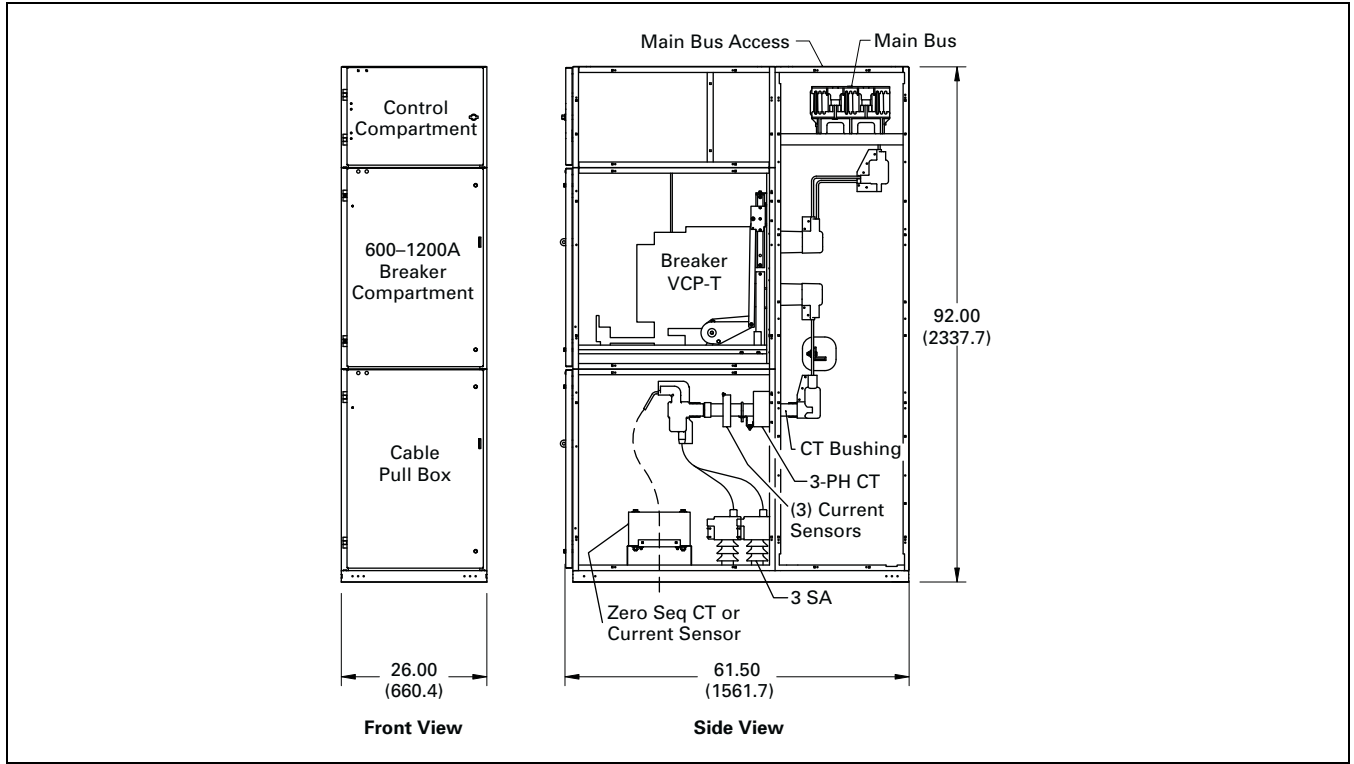 Main Bus Access
Main Bus
Control
Compartment
600–1200A
Breaker
Compartment
Breaker
VCP-T
92.00
(2337.7)
Cable
Pull Box
CT Bushing
3-PH CT
(3) Current
Sensors
3 SA
Zero Seq CT or
Current Sensor
26.00
(660.4)
61.50
(1561.7)
Front View
Side View